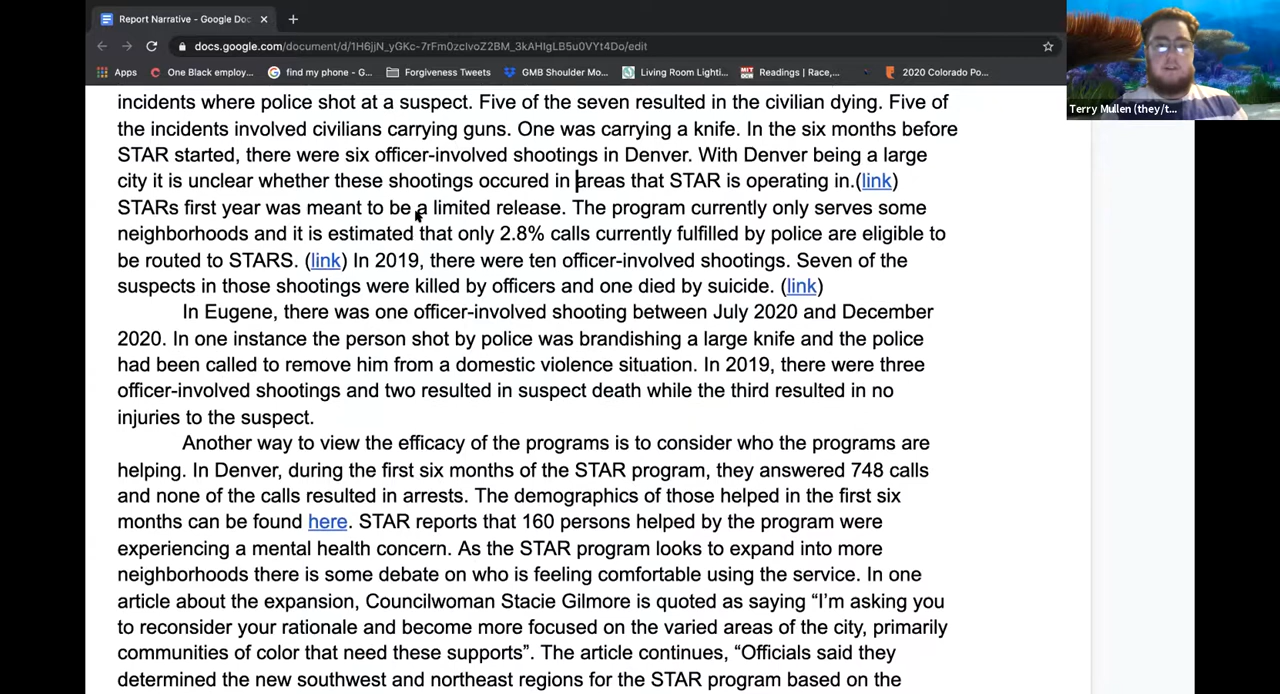 Report Narrative - Google Doc
docs.google.com/document/d/1H6jjN_yGKc-7rFm0zcIvoZ2BM_3kAHIgLB5u0VYt4Do/edit
Apps One Black employ... find my phone - G... Forgiveness Tweets GMB Shoulder Mo... Living Room Lighti... MIT OCW Readings | Race,... 2020 Colorado Po...
Terry Mullen (they/t...
incidents where police shot at a suspect. Five of the seven resulted in the civilian dying. Five of
the incidents involved civilians carrying guns. One was carrying a knife. In the six months before
STAR started, there were six officer-involved shootings in Denver. With Denver being a large
city it is unclear whether these shootings occured in areas that STAR is operating in.(link)
STARs first year was meant to be a limited release. The program currently only serves some
neighborhoods and it is estimated that only 2.8% calls currently fulfilled by police are eligible to
be routed to STARS. (link) In 2019, there were ten officer-involved shootings. Seven of the
suspects in those shootings were killed by officers and one died by suicide. (link)
In Eugene, there was one officer-involved shooting between July 2020 and December
2020. In one instance the person shot by police was brandishing a large knife and the police
had been called to remove him from a domestic violence situation. In 2019, there were three
officer-involved shootings and two resulted in suspect death while the third resulted in no
injuries to the suspect.
Another way to view the efficacy of the programs is to consider who the programs are
helping. In Denver, during the first six months of the STAR program, they answered 748 calls
and none of the calls resulted in arrests. The demographics of those helped in the first six
months can be found here. STAR reports that 160 persons helped by the program were
experiencing a mental health concern. As the STAR program looks to expand into more
neighborhoods there is some debate on who is feeling comfortable using the service. In one
article about the expansion, Councilwoman Stacie Gilmore is quoted as saying “I’m asking you
to reconsider your rationale and become more focused on the varied areas of the city, primarily
communities of color that need these supports”. The article continues, “Officials said they
determined the new southwest and northeast regions for the STAR program based on the